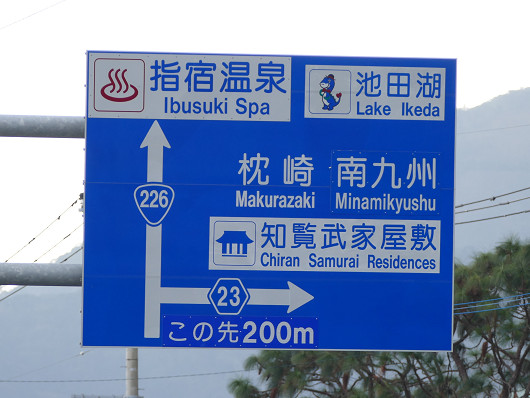 指宿温泉
Ibusuki Spa
池田湖
Lake Ikeda
枕崎 南九州
Makurazaki Minamikyushu
226
知覧武家屋敷
Chiran Samurai Residences
23
この先200m